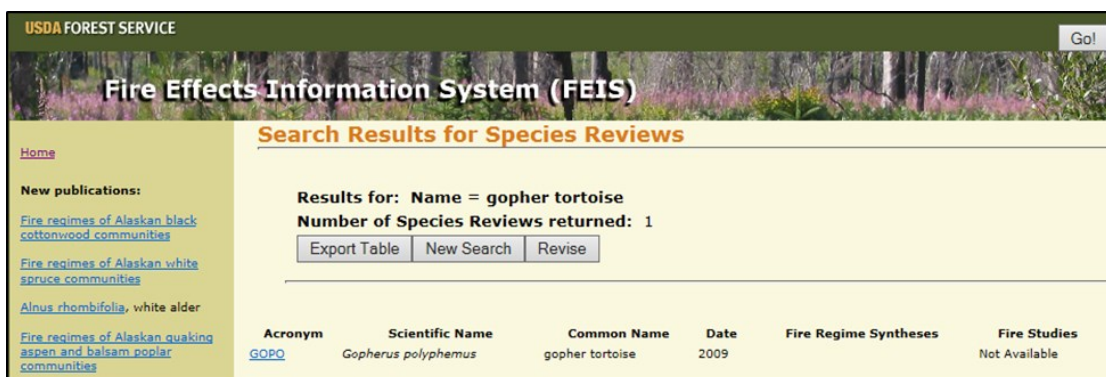 USDA FOREST SERVICE
Go!
Fire Effects Information System (FEIS)
Home
New publications:
Fire regimes of Alaskan black
cottonwood communities
Fire regimes of Alaskan white
spruce communities
Alnus rhombifolia, white alder
Fire regimes of Alaskan quaking
aspen and balsam poplar
communities
Search Results for Species Reviews
Results for: Name = gopher tortoise
Number of Species Reviews returned: 1
Export Table New Search Revise
Acronym Scientific Name Common Name Date Fire Regime Syntheses Fire Studies
GOPO Gopherus polyphemus gopher tortoise 2009 Not Available